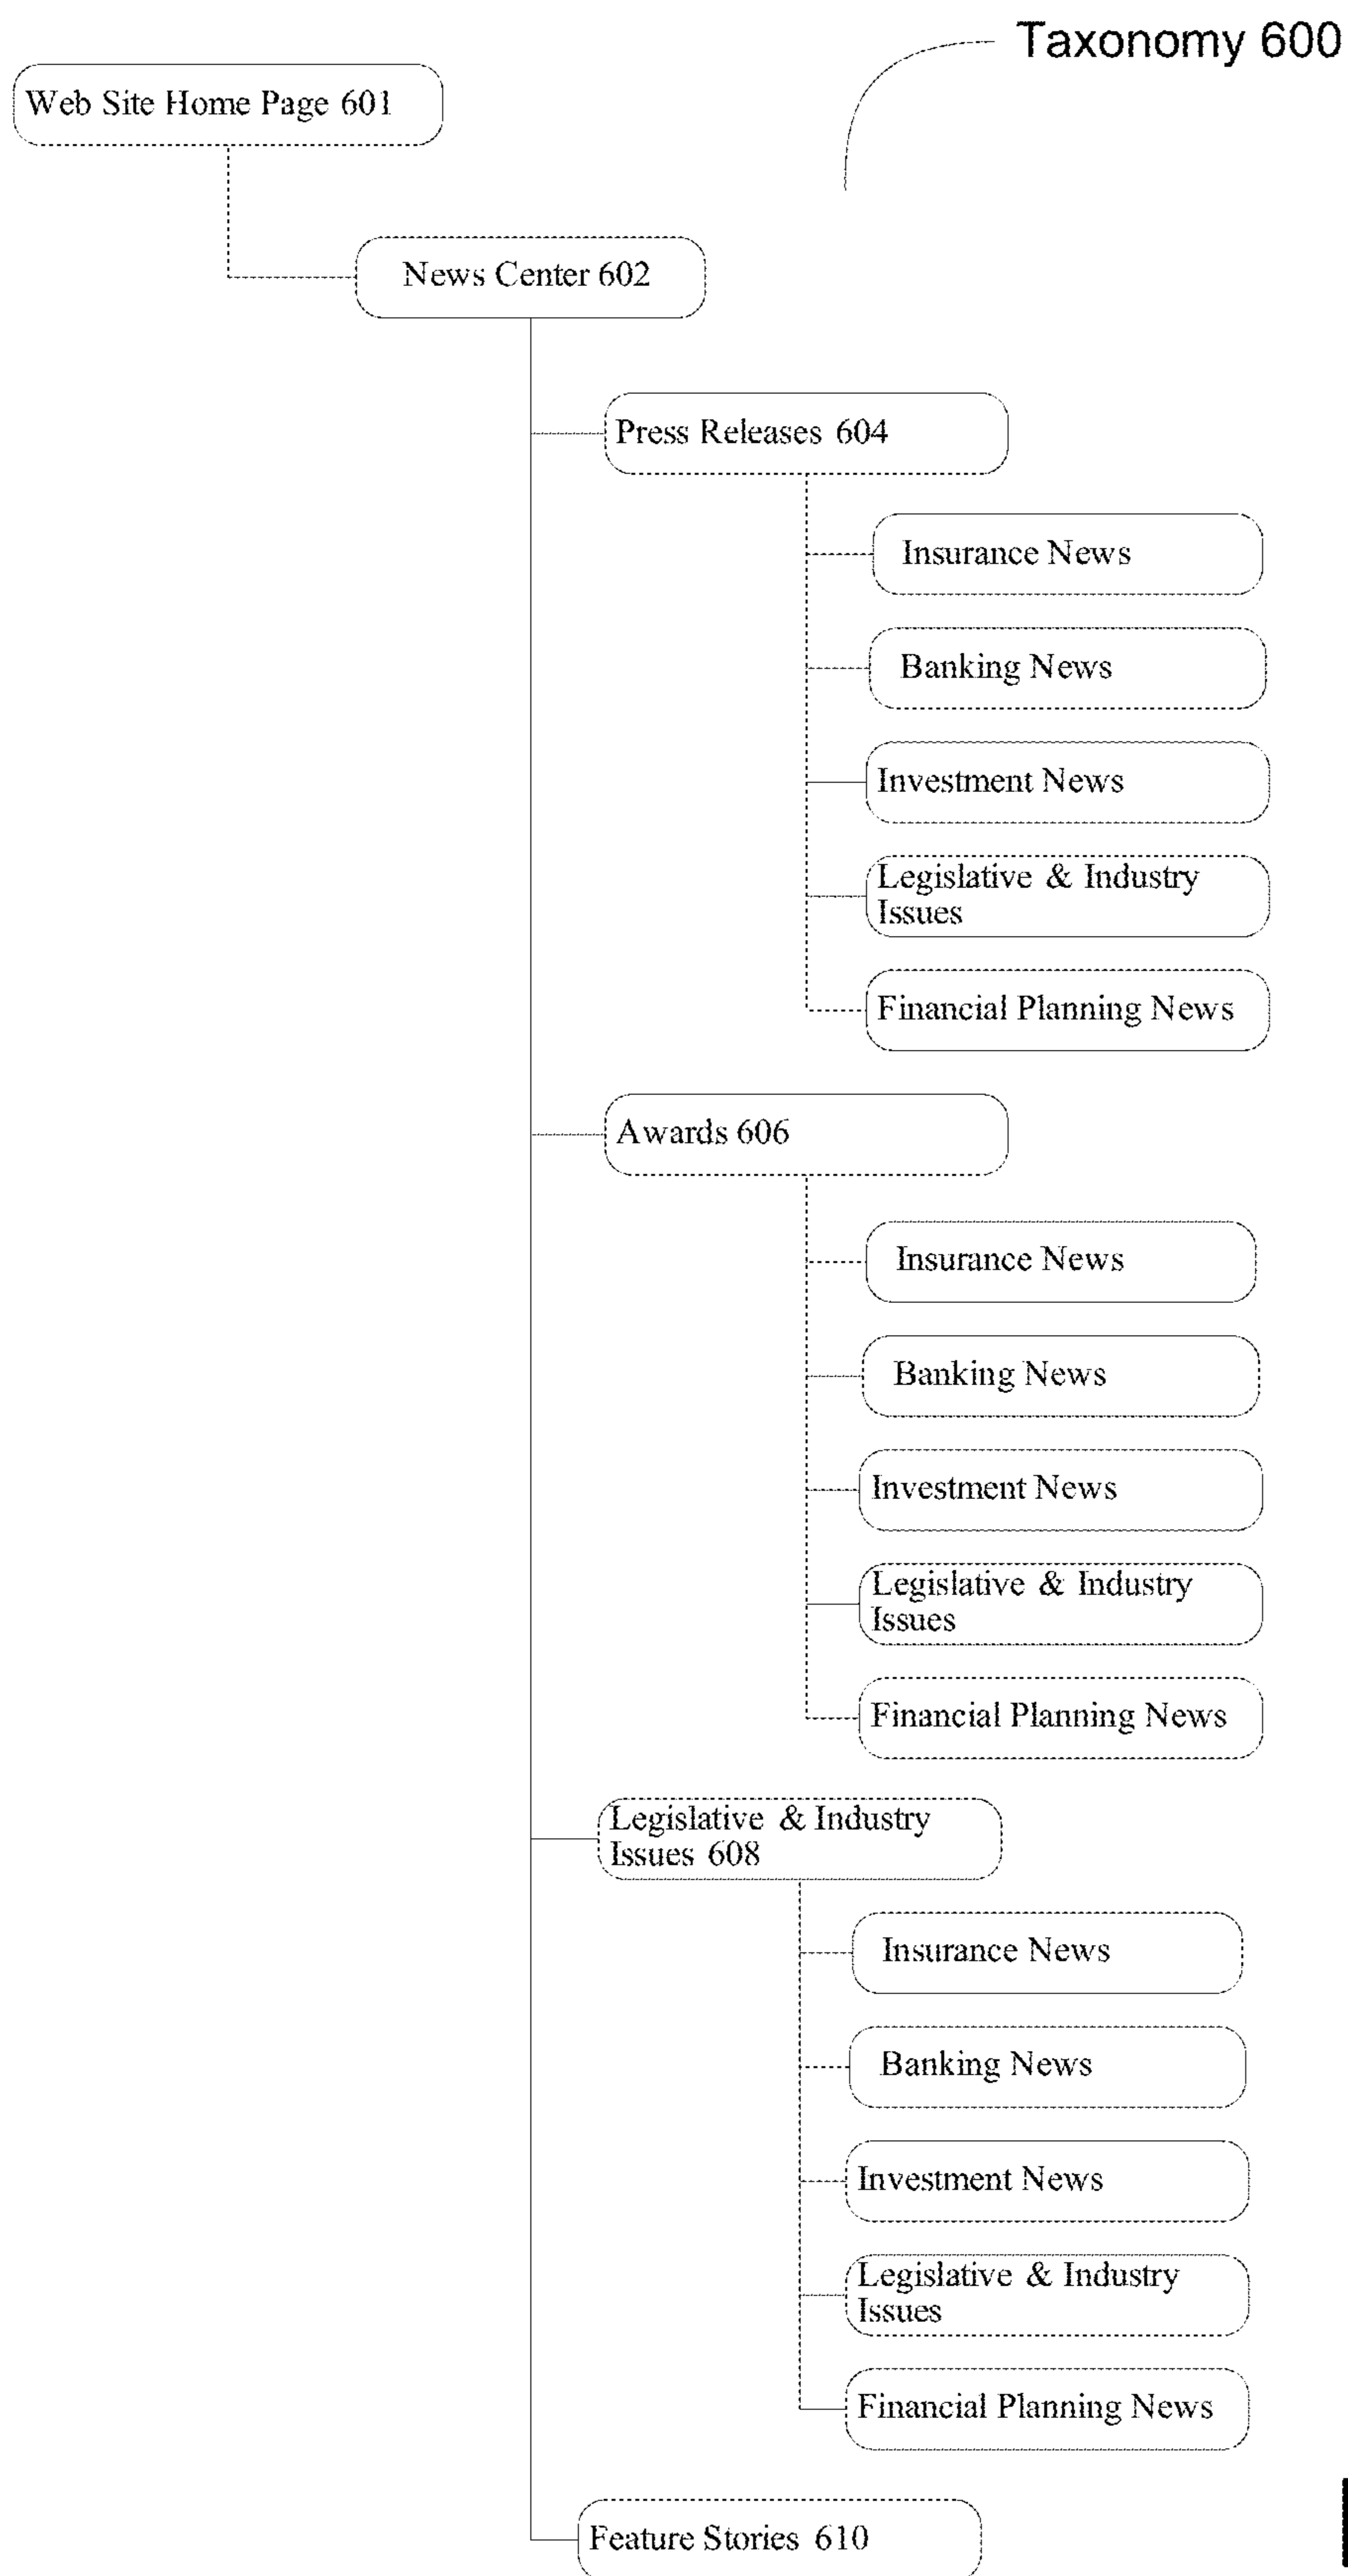 Taxonomy 600
Web Site Home Page 601
News Center 602
Press Releases 604
Insurance News
Banking News
Investment News
Legislative & Industry
Issues
Financial Planning News
Awards 606
Insurance News
Banking News
Investment News
Legislative & Industry
Issues
Financial Planning News
Legislative & Industry
Issues 608
Insurance News
Banking News
Investment News
Legislative & Industry
Issues
Financial Planning News
Feature Stories 610